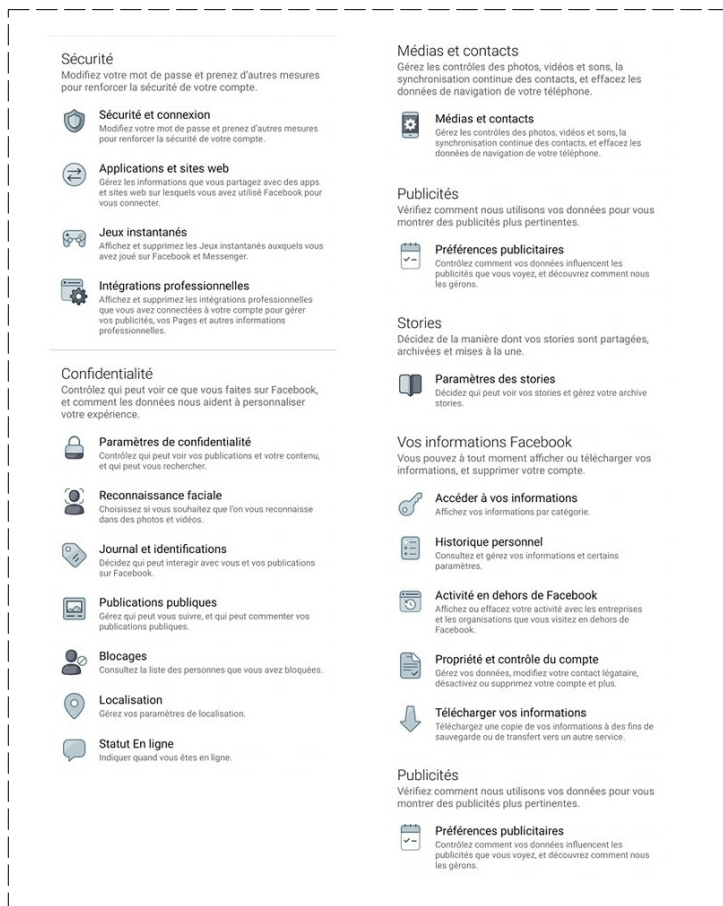 Sécurité
Modifiez votre mot de passe et prenez d'autres mesures
pour renforcer la sécurité de votre compte.
Sécurité et connexion
Modifiez votre mot de passe et prenez d'autres mesures
pour renforcer la sécurité de votre compte.
Applications et sites web
Gérez les informations que vous partagez avec des apps
et sites web sur lesquels vous avez utilisé Facebook pour
vous connecter.
Jeux instantanés
Affichez et supprimez les Jeux instantanés auxquels vous
avez joué sur Facebook et Messenger.
Intégrations professionnelles
Affichez et supprimez les intégrations professionnelles
que vous avez connectées à votre compte pour gérer
vos publicités, vos Pages et autres informations
professionnelles.
Confidentialité
Contrôlez qui peut voir ce que vous faites sur Facebook,
et comment les données nous aident à personnaliser
votre expérience.
Paramètres de confidentialité
Contrôlez qui peut voir vos publications et votre contenu,
et qui peut vous rechercher.
Reconnaissance faciale
Choisissez si vous souhaitez que l'on vous reconnaisse
dans des photos et vidéos.
Journal et identifications
Décidez qui peut interagir avec vous et vos publications
sur Facebook.
Publications publiques
Gérez qui peut vous suivre, et qui peut commenter vos
publications publiques.
Blocages
Consultez la liste des personnes que vous avez bloquées.
Localisation
Gérez vos paramètres de localisation.
Statut En ligne
Indiquer quand vous êtes en ligne.
Médias et contacts
Gérez les contrôles des photos, vidéos et sons, la
synchronisation continue des contacts, et effacez les
données de navigation de votre téléphone.
Médias et contacts
Gérez les contrôles des photos, vidéos et sons, la
synchronisation continue des contacts, et effacez les
données de navigation de votre téléphone.
Publicités
Vérifiez comment nous utilisons vos données pour vous
montrer des publicités plus pertinentes.
Préférences publicitaires
Contrôlez comment vos données influencent les
publicités que vous voyez, et découvrez comment nous
les gérons.
Stories
Décidez de la manière dont vos stories sont partagées,
archivées et mises à la une.
Paramètres des stories
Décidez qui peut voir vos stories et gérez votre archive
stories.
Vos informations Facebook
Vous pouvez à tout moment afficher ou télécharger vos
informations, et supprimer votre compte.
Accéder à vos informations
Affichez vos informations par catégorie.
Historique personnel
Consultez et gérez vos informations et certains
paramètres.
Activité en dehors de Facebook
Affichez ou effacez votre activité avec les entreprises
et les organisations que vous visitez en dehors de
Facebook.
Propriété et contrôle du compte
Gérez vos données, modifiez votre contact légataire,
désactivez ou supprimez votre compte et plus.
Télécharger vos informations
Téléchargez une copie de vos informations à des fins de
sauvegarde ou de transfert vers un autre service.
Publicités
Vérifiez comment nous utilisons vos données pour vous
montrer des publicités plus pertinentes.
Préférences publicitaires
Contrôlez comment vos données influencent les
publicités que vous voyez, et découvrez comment nous
les gérons.